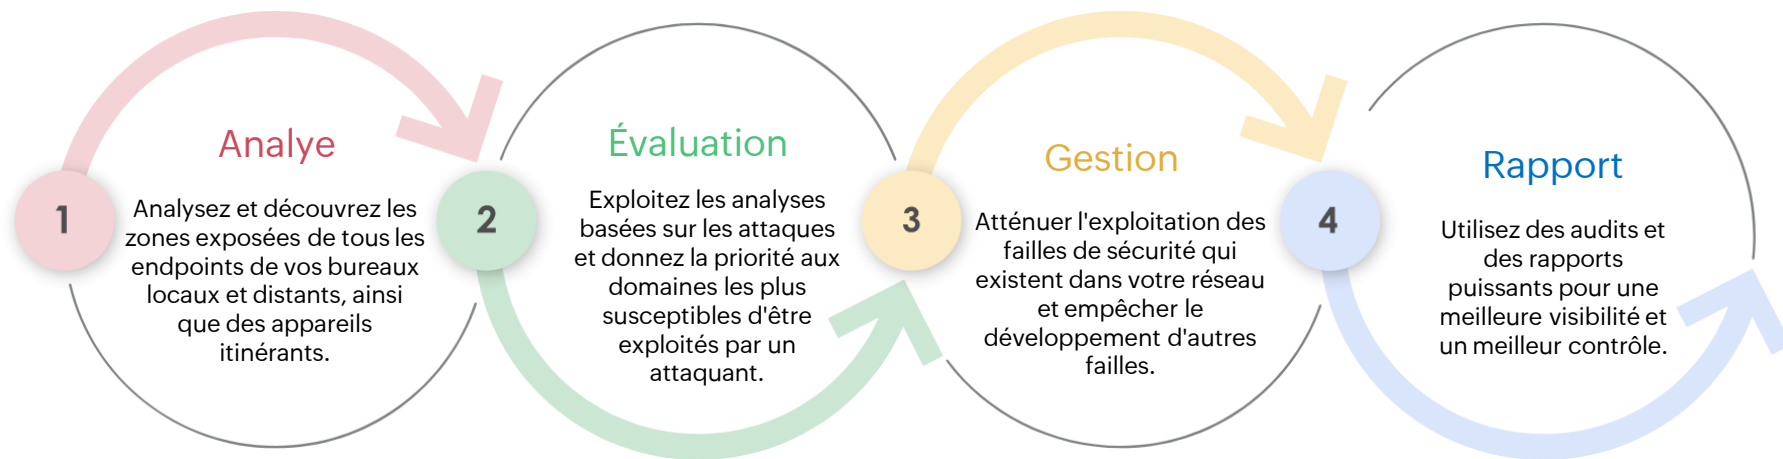 1
Analye
Analysez et découvrez les
zones exposées de tous les
endpoints de vos bureaux
locaux et distants, ainsi
que des appareils
itinérants.
2
Évaluation
Exploitez les analyses
basées sur les attaques
et donnez la priorité aux
domaines les plus
susceptibles d'être
exploités par un
attaquant.
3
Gestion
Atténuer l'exploitation des
failles de sécurité qui
existent dans votre réseau
et empêcher le
développement d'autres
failles.
4
Rapport
Utilisez des audits et
des rapports
puissants pour une
meilleure visibilité et
un meilleur contrôle.